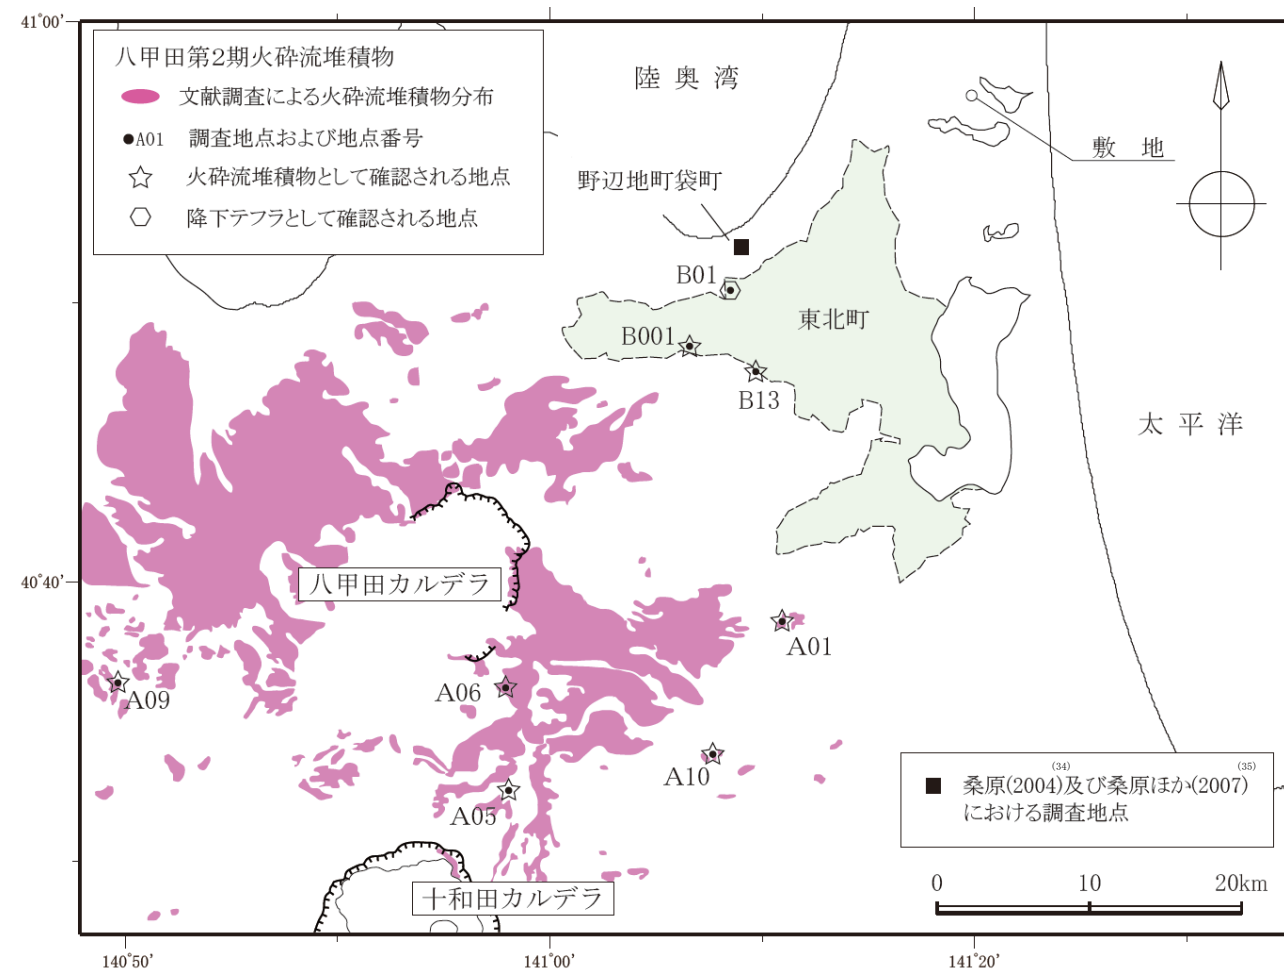 41°00'
八甲田第2期火砕流堆積物
文献調査による火砕流堆積物分布
A01 調査地点および地点番号
火砕流堆積物として確認される地点
降下テフラとして確認される地点
陸奥湾
敷 地
野辺地町袋町
B01
東北町
B001
B13
太平洋
40°40'
八甲田カルデラ
A01
A09
A06
A10
A05
桑原(2004)(34)及び桑原ほか(2007)(35)
における調査地点
十和田カルデラ
0 10 20km
140°50' 141°00' 141°20'